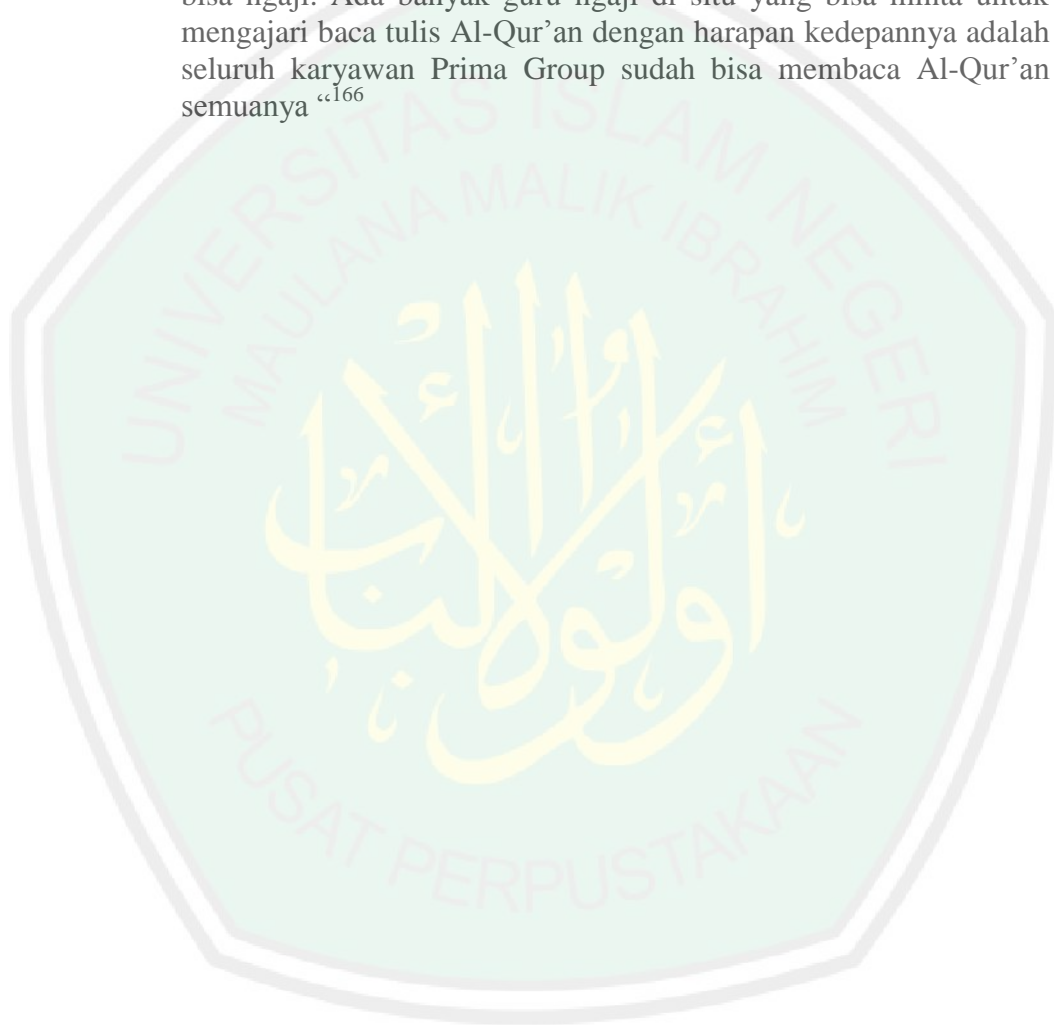 bisa ngaji. Ada banyak guru ngaji di situ yang bisa minta untuk
mengajari baca tulis Al-Qur’an dengan harapan kedepannya adalah
seluruh karyawan Prima Group sudah bisa membaca Al-Qur’an
semuanya “166
UNIVERSITAS ISLAM NEGERI
MAULANA MALIK IBRAHIM
أولوا الألباب
PUSAT PERPUSTAKAAN